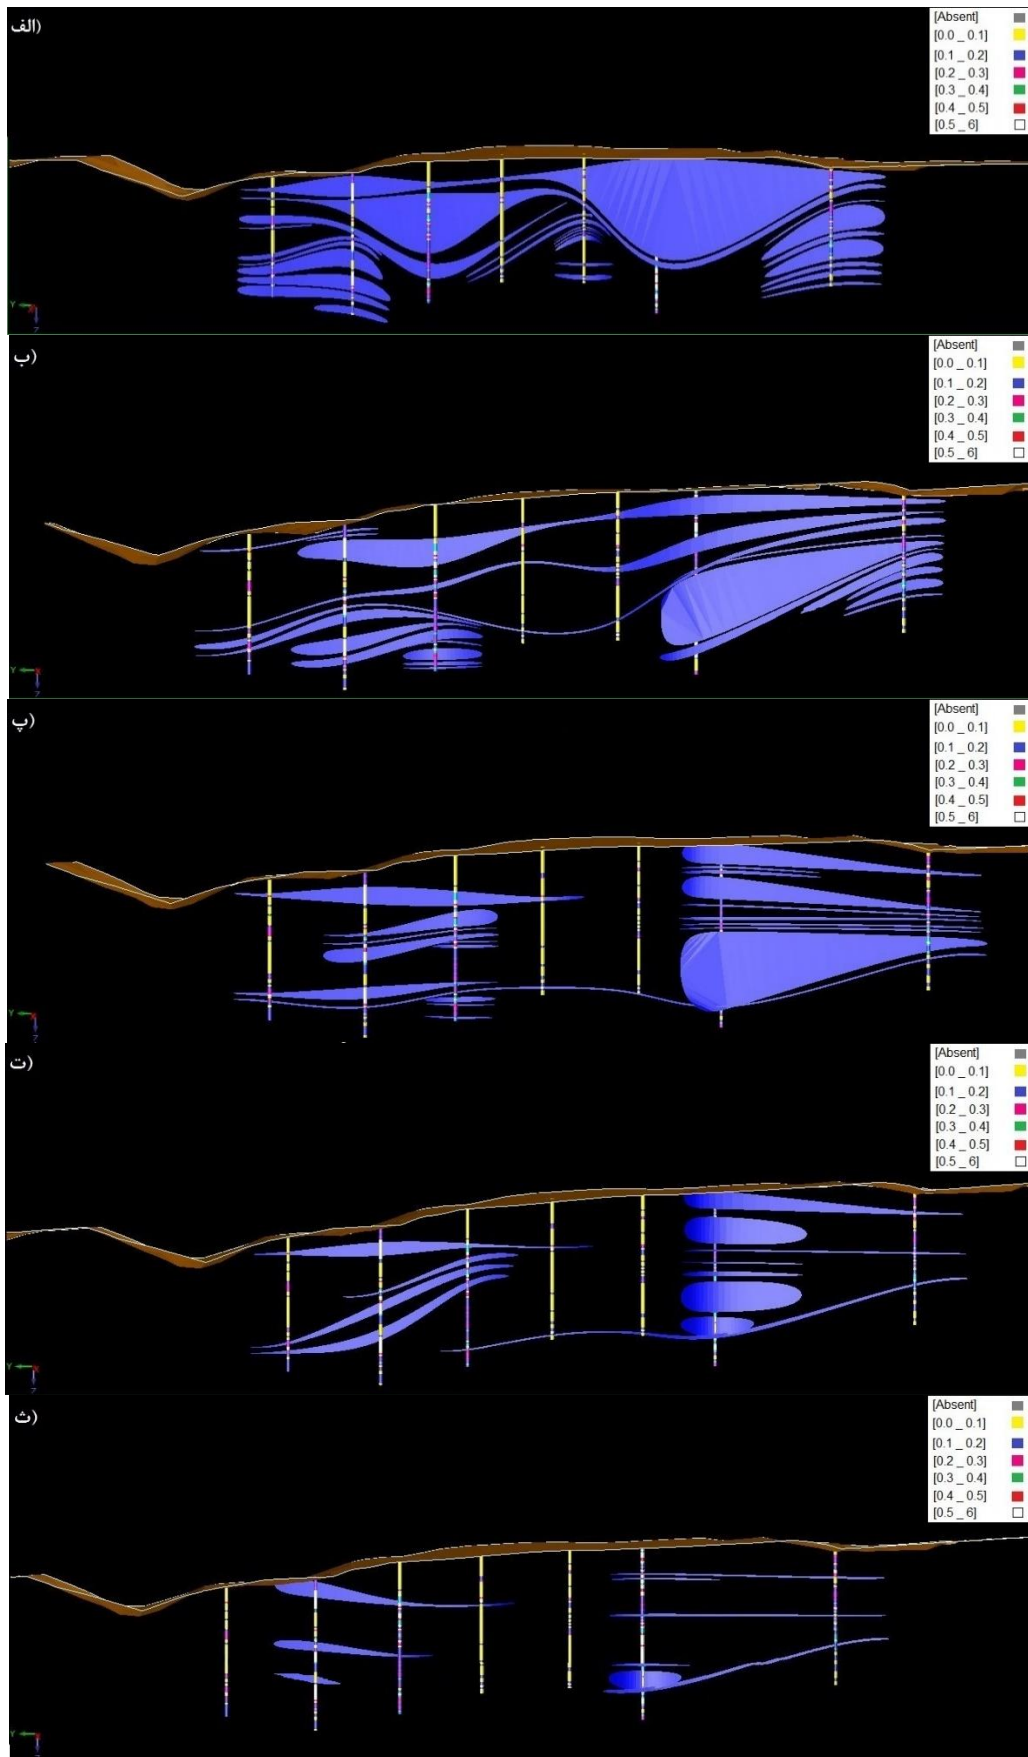 الف)
[Absent]
[0.0 _ 0.1]
[0.1 _ 0.2]
[0.2 _ 0.3]
[0.3 _ 0.4]
[0.4 _ 0.5]
[0.5 _ 6]
Y
X
Z
ب)
[Absent]
[0.0 _ 0.1]
[0.1 _ 0.2]
[0.2 _ 0.3]
[0.3 _ 0.4]
[0.4 _ 0.5]
[0.5 _ 6]
Y
X
Z
پ)
[Absent]
[0.0 _ 0.1]
[0.1 _ 0.2]
[0.2 _ 0.3]
[0.3 _ 0.4]
[0.4 _ 0.5]
[0.5 _ 6]
Y
X
Z
ت)
[Absent]
[0.0 _ 0.1]
[0.1 _ 0.2]
[0.2 _ 0.3]
[0.3 _ 0.4]
[0.4 _ 0.5]
[0.5 _ 6]
Y
X
Z
ث)
[Absent]
[0.0 _ 0.1]
[0.1 _ 0.2]
[0.2 _ 0.3]
[0.3 _ 0.4]
[0.4 _ 0.5]
[0.5 _ 6]
Y
X
Z